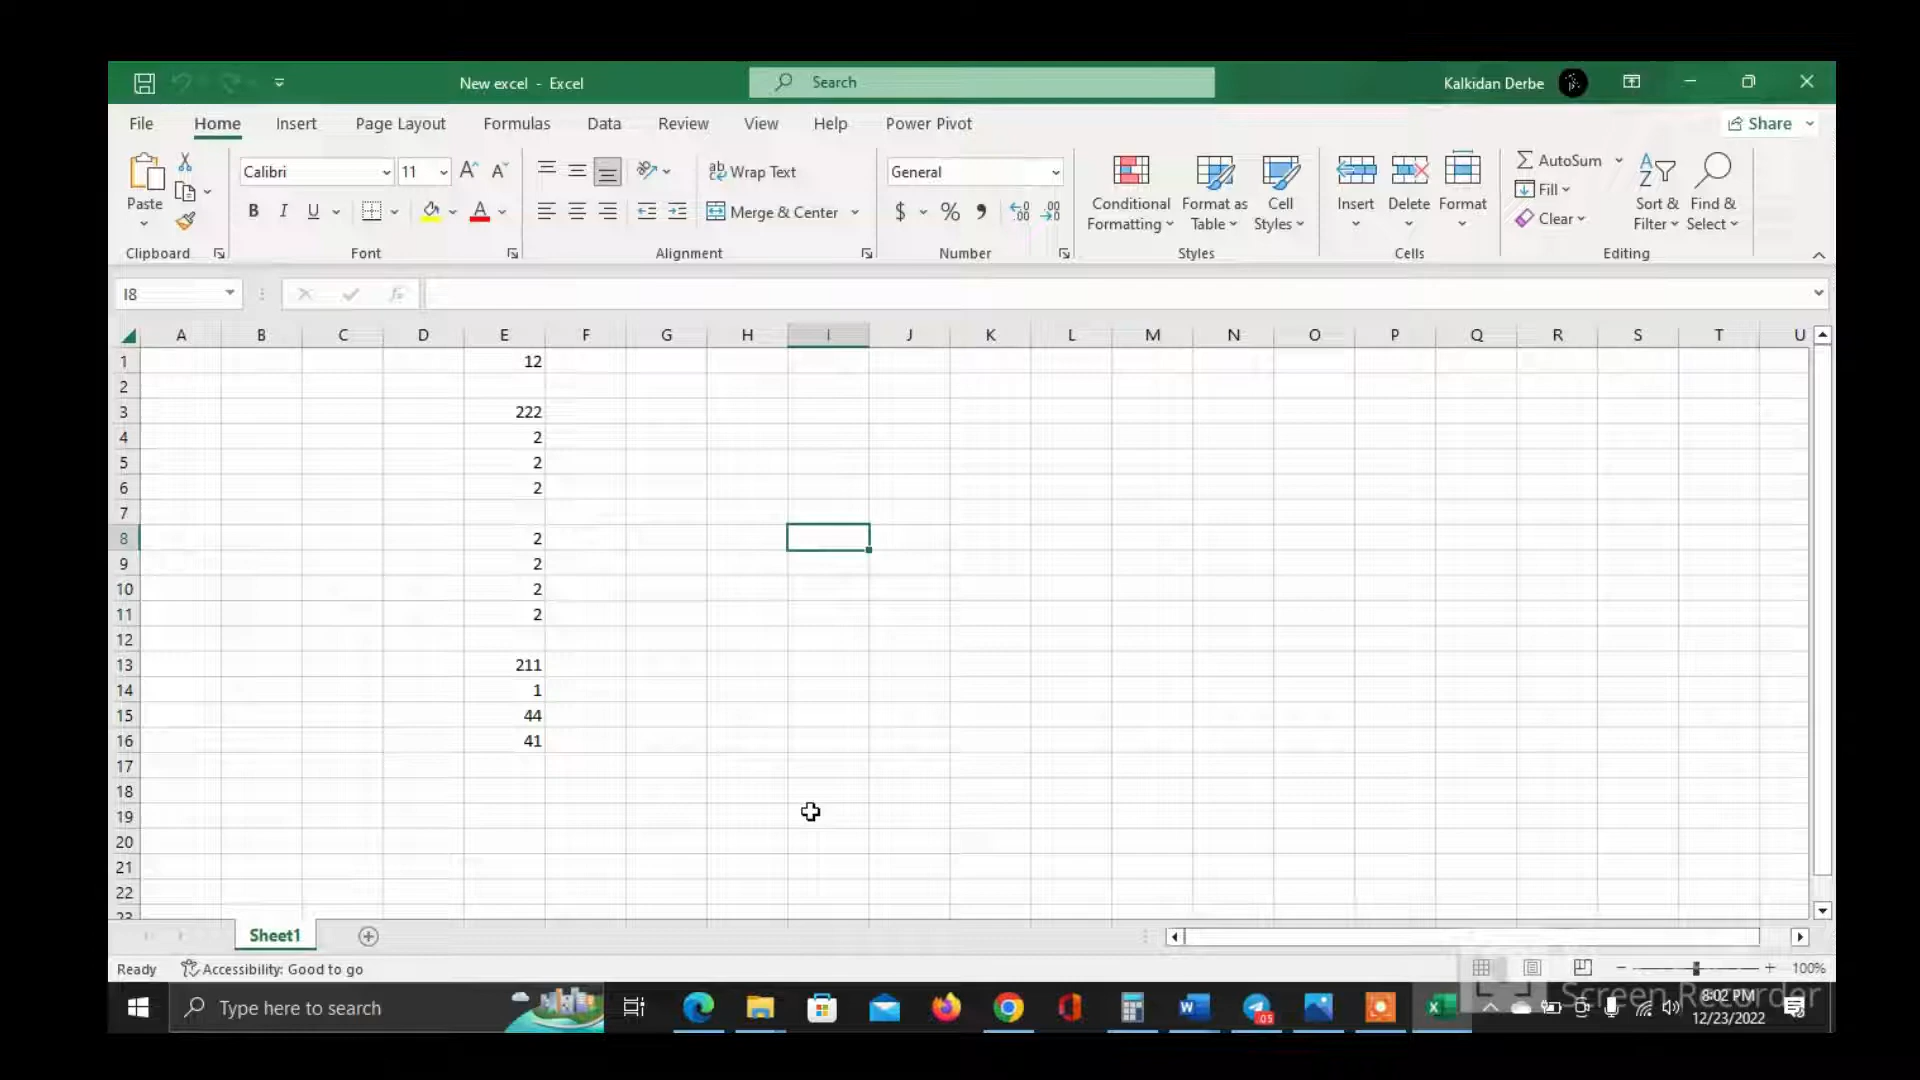 New excel - Excel
Search
Kalkidan Derbe
File Home Insert Page Layout Formulas Data Review View Help Power Pivot
Share
Paste
Clipboard
Calibri 11
B I U
Font
Wrap Text
Merge & Center
Alignment
General
$ %
Number
Conditional Formatting
Format as Table
Cell Styles
Styles
Insert Delete Format
Cells
AutoSum
Fill
Clear
Sort & Filter
Find & Select
Editing
I8
fx
A B C D E F G H I J K L M N O P Q R S T U
1 12
2
3 222
4 2
5 2
6 2
7
8 2
9 2
10 2
11 2
12
13 211
14 1
15 44
16 41
17
18
19
20
21
22
23
Sheet1
Ready
Accessibility: Good to go
100%
Type here to search
05
Screen Recorder
8:02 PM
12/23/2022